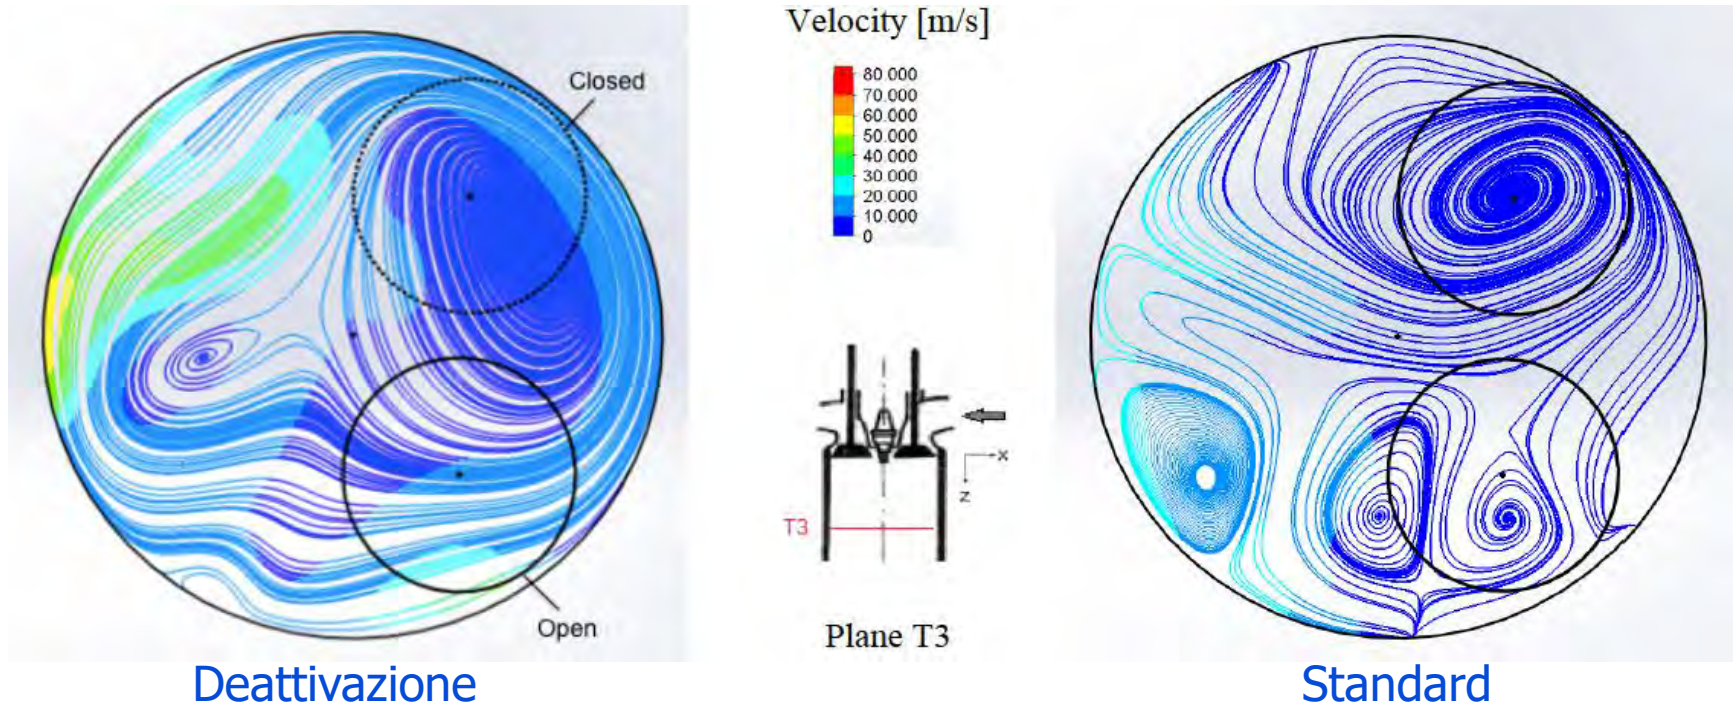 Velocity [m/s]
80 000
70.000
60 000
50.000
40 000
30 000
20 000
10 000
0
Closed
Open
x
z
T3
Plane T3
Deattivazione
Standard